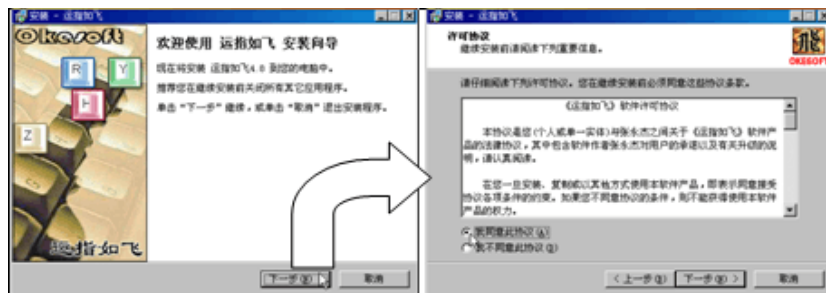 安装 - 运指如飞
Okesoft
R
Y
H
Z
运指如飞
欢迎使用 运指如飞 安装向导
现在将安装 运指如飞4.0 到您的电脑中。
推荐您在继续安装前关闭所有其它应用程序。
单击“下一步”继续，或单击“取消”退出安装程序。
下一步(N) >
取消
安装 - 运指如飞
许可协议
继续安装前请阅读下列重要信息。
飛
OKESOFT
请仔细阅读下列许可协议。您在继续安装前必须同意这些协议条款。
《运指如飞》软件许可协议
本协议是您(个人或单一实体)与张永杰之间关于《运指如飞》软件产
品的法律协议，其中包含软件作者张永杰对用户的承诺以及有关升级的说
明，请认真阅读。
在您一旦安装、复制或以其他方式使用本软件产品，即表示同意接受
协议各项条件的约束。如果您不同意协议的条件，则不能获得使用本软件
产品的权力。
我同意此协议(A)
我不同意此协议(D)
< 上一步(B)
下一步(N) >
取消